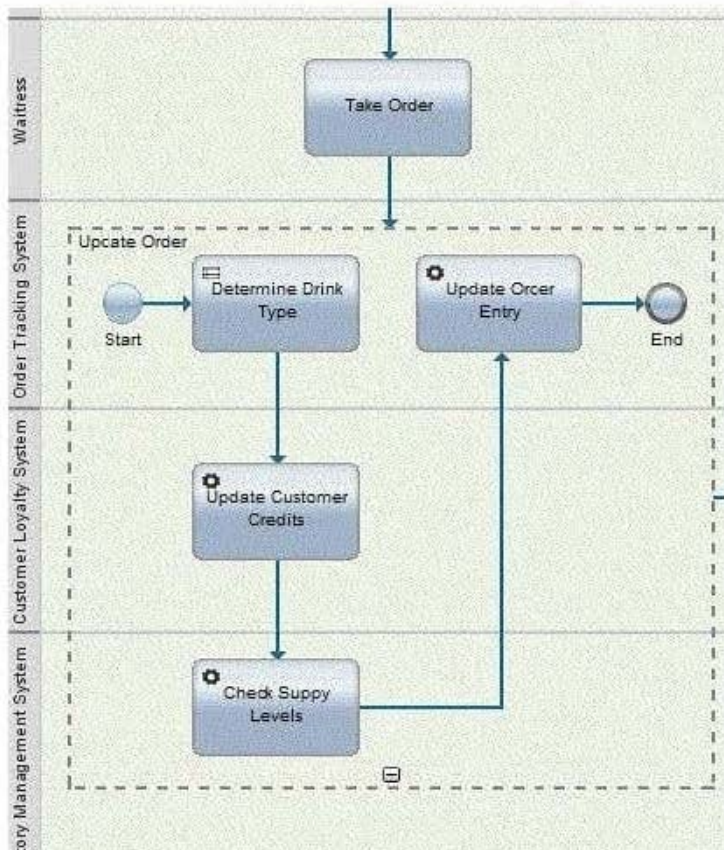 Waitress
Take Order
Order Tracking System
Upcate Order
Determine Drink
Type
Update Orcer
Entry
Start
End
Customer Loyalty System
Update Customer
Credits
tory Management System
Check Suppy
Levels